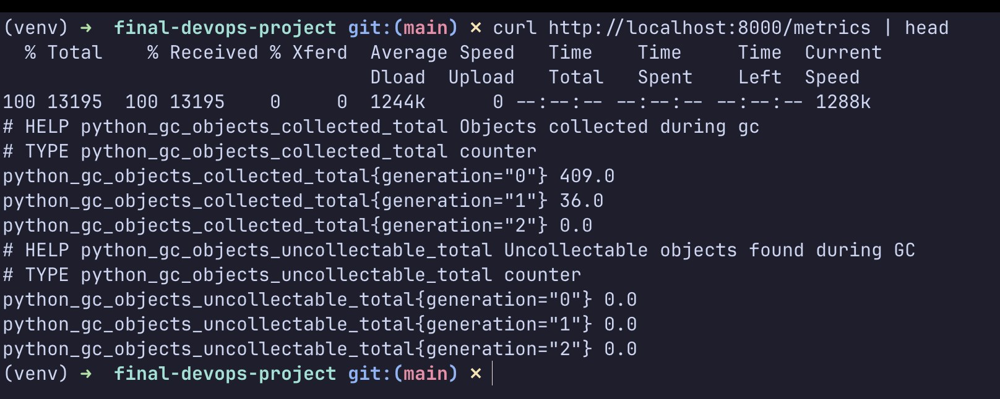 (venv) ➜  final-devops-project git:(main) ✗ curl http://localhost:8000/metrics | head
  % Total    % Received % Xferd  Average Speed   Time    Time     Time  Current
                                 Dload  Upload   Total   Spent    Left  Speed
100 13195  100 13195    0     0  1244k      0 --:--:-- --:--:-- --:--:-- 1288k
# HELP python_gc_objects_collected_total Objects collected during gc
# TYPE python_gc_objects_collected_total counter
python_gc_objects_collected_total{generation="0"} 409.0
python_gc_objects_collected_total{generation="1"} 36.0
python_gc_objects_collected_total{generation="2"} 0.0
# HELP python_gc_objects_uncollectable_total Uncollectable objects found during GC
# TYPE python_gc_objects_uncollectable_total counter
python_gc_objects_uncollectable_total{generation="0"} 0.0
python_gc_objects_uncollectable_total{generation="1"} 0.0
python_gc_objects_uncollectable_total{generation="2"} 0.0
(venv) ➜  final-devops-project git:(main) ✗